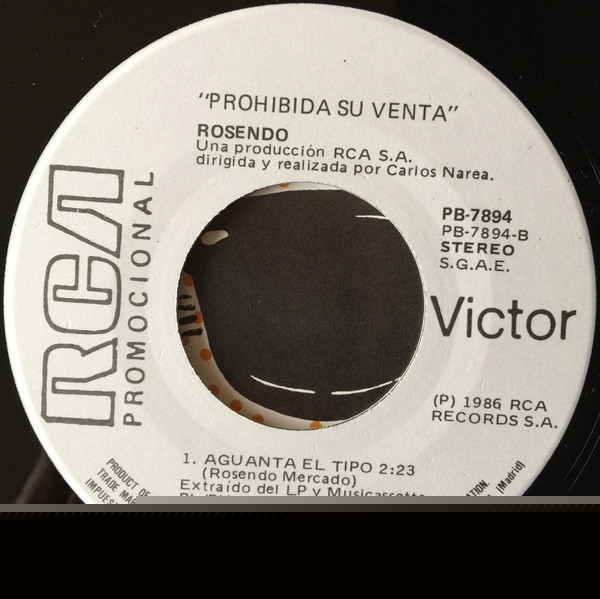 "PROHIBIDA SU VENTA"
ROSENDO
Una producción RCA S.A.
dirigida y realizada por Carlos Narea.
RCA
PROMOCIONAL
PB-7894
PB-7894-B
STEREO
S.G.A.E.
Victor
(P) 1986 RCA
RECORDS S.A.
1. AGUANTA EL TIPO 2:23
(Rosendo Mercado)
Extraído del LP y Musicassette
PRODUCT OF
TRADE
(Madrid)